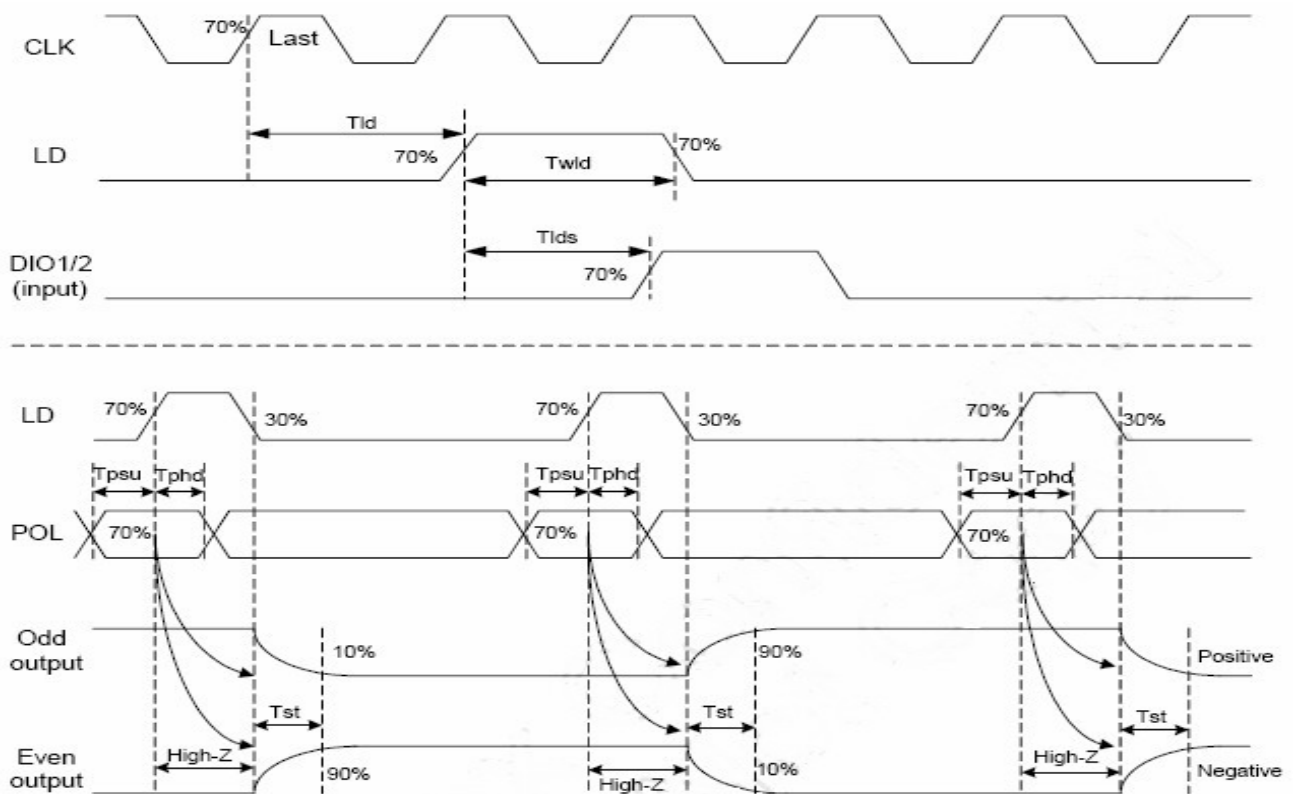 CLK
70%
Last
Tld
LD
70%
70%
Twld
Tlds
DIO1/2
(input)
70%
LD
70%
30%
70%
30%
70%
30%
Tpsu
Tphd
Tpsu
Tphd
Tpsu
Tphd
POL
70%
70%
70%
Odd
output
10%
90%
Positive
Tst
Tst
Tst
Even
output
High-Z
90%
High-Z
10%
High-Z
Negative